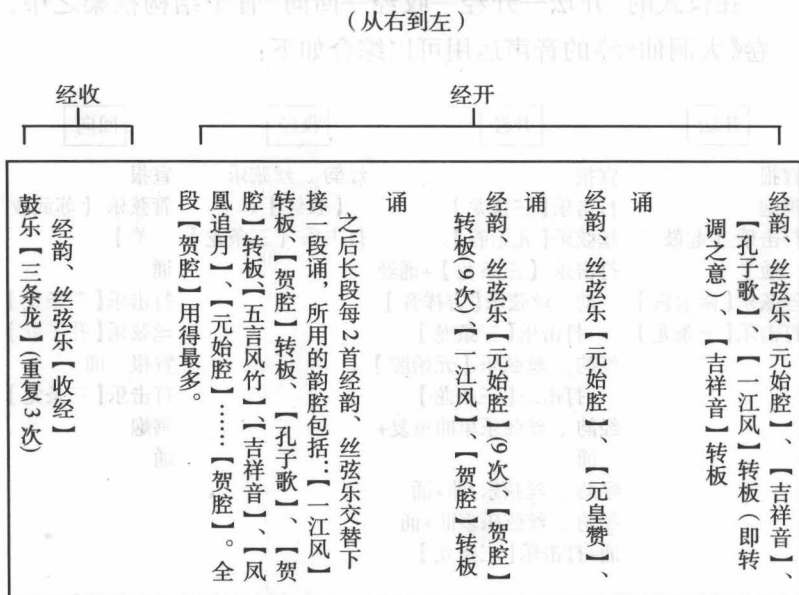 (从右到左)
开经
经韵、丝弦乐【元始腔】、【吉祥音】、
【孔子歌】、【一江风】转板(即转
调之意)、【吉祥音】转板
诵
经韵、丝弦乐【元始腔】、【元皇赞】、
诵
经韵、丝弦乐【元始腔】(9次)、【贺腔】
转板(9次)、【一江风】、【贺腔】转板
诵
之后长段每2首经韵、丝弦乐交替下
接一段诵,所用的韵腔包括:【一江风】
转板、【贺腔】转板、【孔子歌】、【贺
腔】转板、【五言风竹】、【吉祥音】、【凤
凰追月】、【元始腔】……【贺腔】。全
段【贺腔】用得最多。
收经
经韵、丝弦乐【收经】
鼓乐【三条龙】(重复3次)